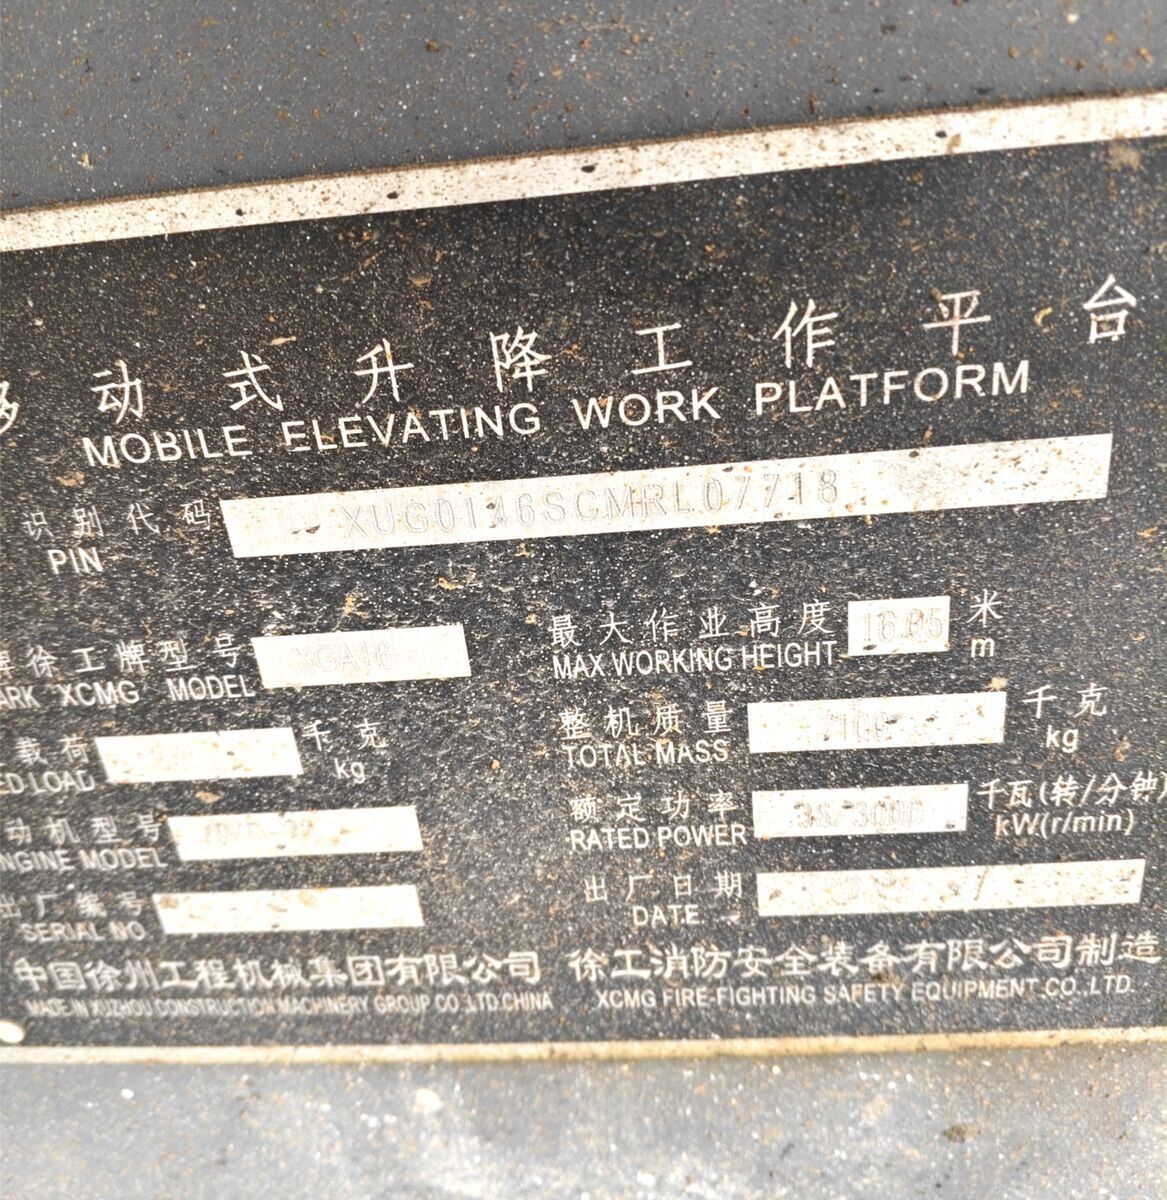 移动式升降工作平台
MOBILE ELEVATING WORK PLATFORM
识别代码 XUG0146SCMRL07718
PIN
牌徐工牌型号 XGA16
ARK XCMG MODEL
最大作业高度 16.05 米
MAX WORKING HEIGHT m
载荷 千克
ED LOAD kg
整机质量 7100 千克
TOTAL MASS kg
动机型号
NGINE MODEL
额定功率 千瓦(转/分钟)
RATED POWER kW(r/min)
出厂编号
SERIAL NO
出厂日期
DATE
中国徐州工程机械集团有限公司 徐工消防安全装备有限公司制造
MADE IN XUZHOU CONSTRUCTION MACHINERY GROUP CO.,LTD.CHINA XCMG FIRE-FIGHTING SAFETY EQUIPMENT CO.,LTD.